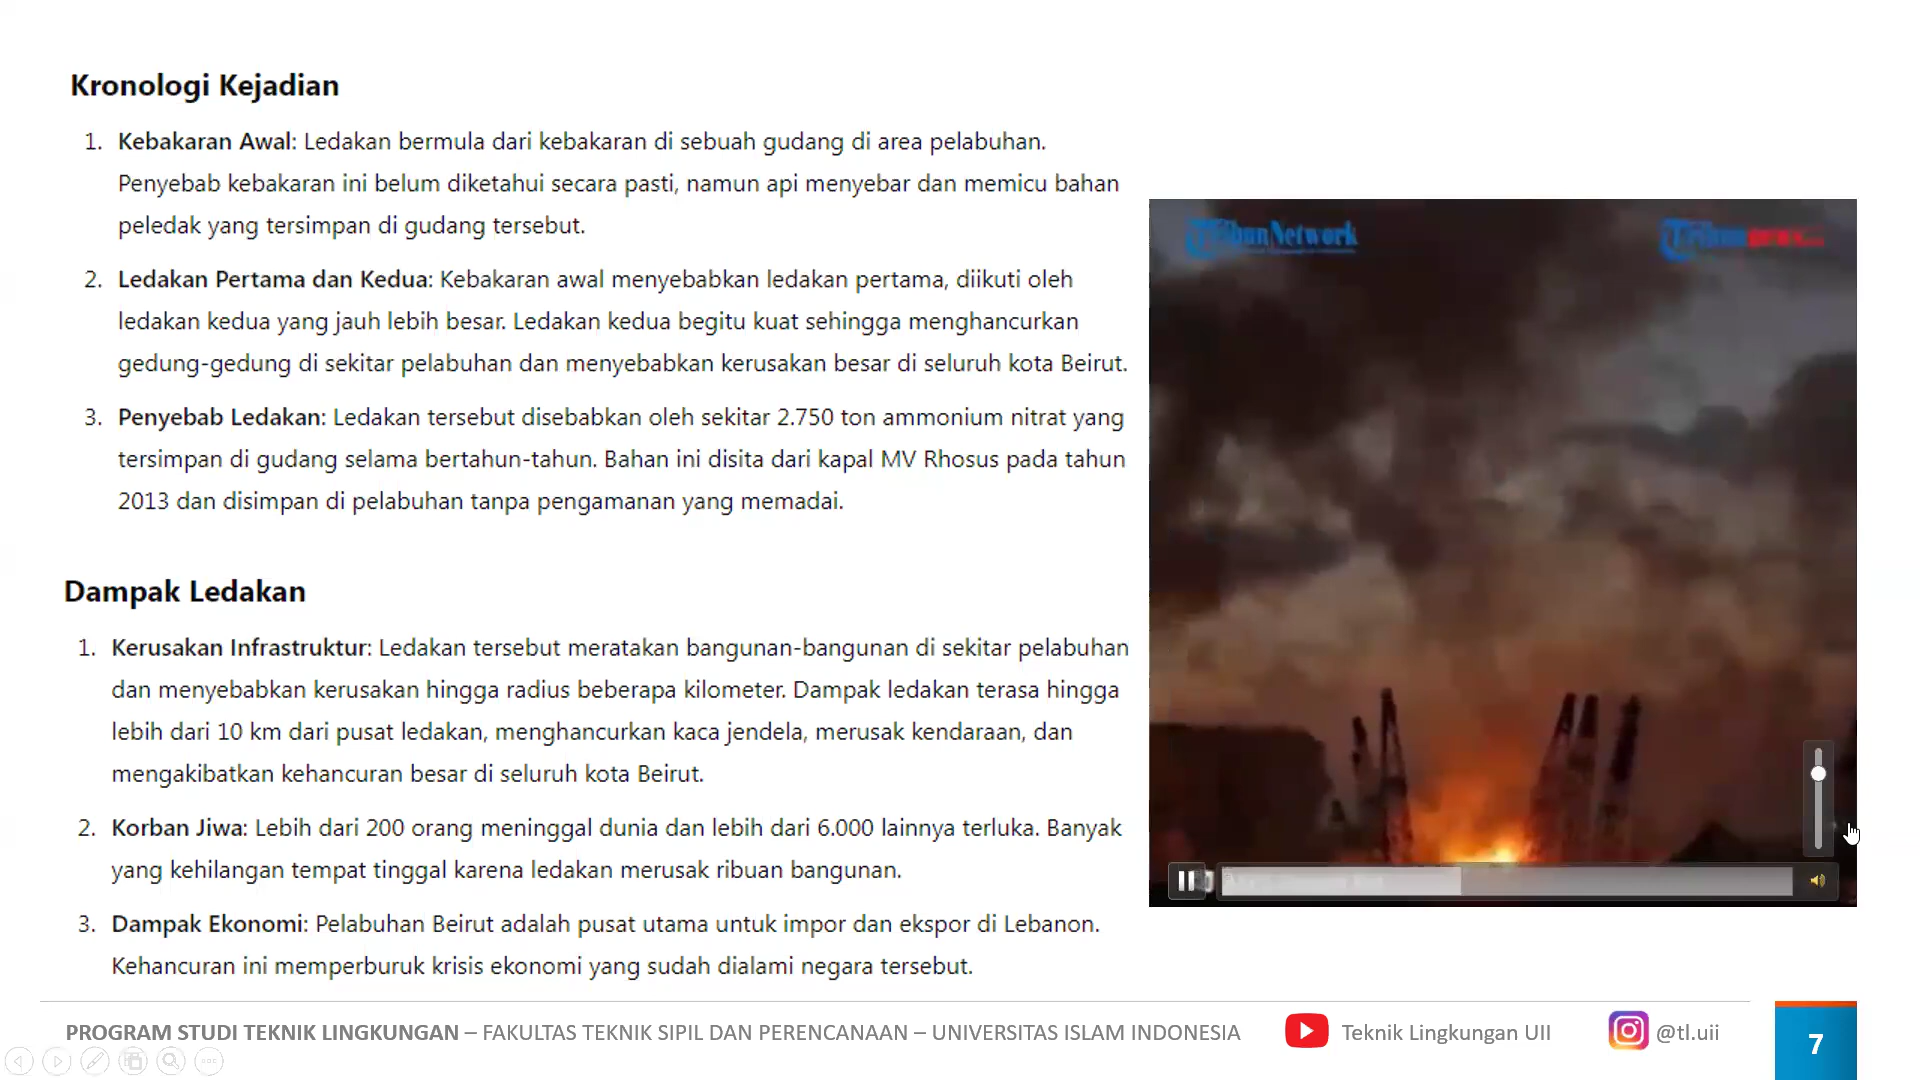 Kronologi Kejadian
1. Kebakaran Awal: Ledakan bermula dari kebakaran di sebuah gudang di area pelabuhan.
Penyebab kebakaran ini belum diketahui secara pasti, namun api menyebar dan memicu bahan
peledak yang tersimpan di gudang tersebut.
2. Ledakan Pertama dan Kedua: Kebakaran awal menyebabkan ledakan pertama, diikuti oleh
ledakan kedua yang jauh lebih besar. Ledakan kedua begitu kuat sehingga menghancurkan
gedung-gedung di sekitar pelabuhan dan menyebabkan kerusakan besar di seluruh kota Beirut.
3. Penyebab Ledakan: Ledakan tersebut disebabkan oleh sekitar 2.750 ton ammonium nitrat yang
tersimpan di gudang selama bertahun-tahun. Bahan ini disita dari kapal MV Rhosus pada tahun
2013 dan disimpan di pelabuhan tanpa pengamanan yang memadai.
Dampak Ledakan
1. Kerusakan Infrastruktur: Ledakan tersebut meratakan bangunan-bangunan di sekitar pelabuhan
dan menyebabkan kerusakan hingga radius beberapa kilometer. Dampak ledakan terasa hingga
lebih dari 10 km dari pusat ledakan, menghancurkan kaca jendela, merusak kendaraan, dan
mengakibatkan kehancuran besar di seluruh kota Beirut.
2. Korban Jiwa: Lebih dari 200 orang meninggal dunia dan lebih dari 6.000 lainnya terluka. Banyak
yang kehilangan tempat tinggal karena ledakan merusak ribuan bangunan.
3. Dampak Ekonomi: Pelabuhan Beirut adalah pusat utama untuk impor dan ekspor di Lebanon.
Kehancuran ini memperburuk krisis ekonomi yang sudah dialami negara tersebut.
Tribun Network
PROGRAM STUDI TEKNIK LINGKUNGAN – FAKULTAS TEKNIK SIPIL DAN PERENCANAAN – UNIVERSITAS ISLAM INDONESIA
Teknik Lingkungan UII
@tl.uii
7